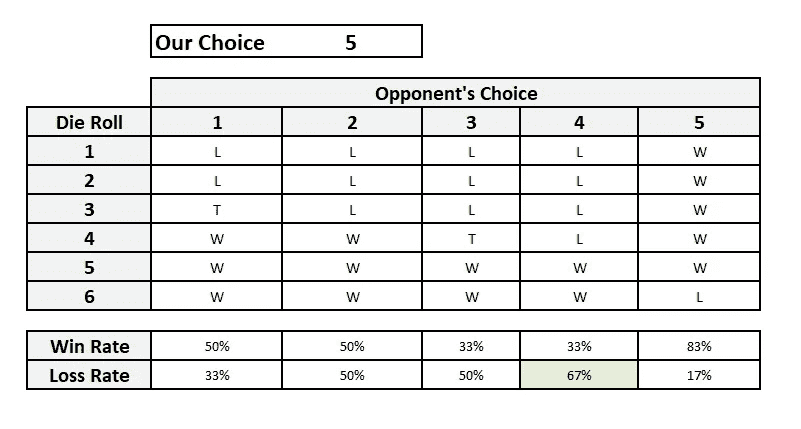 Our Choice 5
Opponent's Choice
Die Roll 1 2 3 4 5
1 L L L L W
2 L L L L W
3 T L L L W
4 W W T L W
5 W W W W W
6 W W W W L
Win Rate 50% 50% 33% 33% 83%
Loss Rate 33% 50% 50% 67% 17%